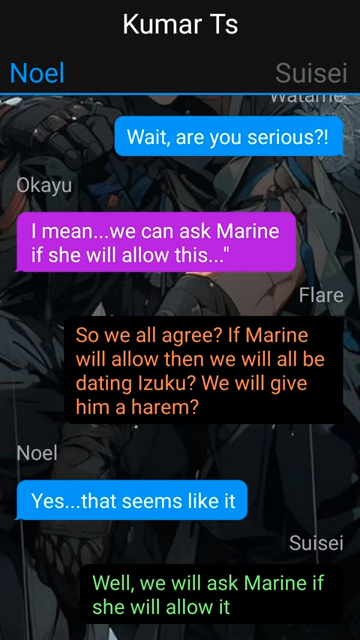 Kumar Ts
Noel
Suisei
Watame
Wait, are you serious?!
Okayu
I mean...we can ask Marine
if she will allow this..."
Flare
So we all agree? If Marine
will allow then we will all be
dating Izuku? We will give
him a harem?
Noel
Yes...that seems like it
Suisei
Well, we will ask Marine if
she will allow it